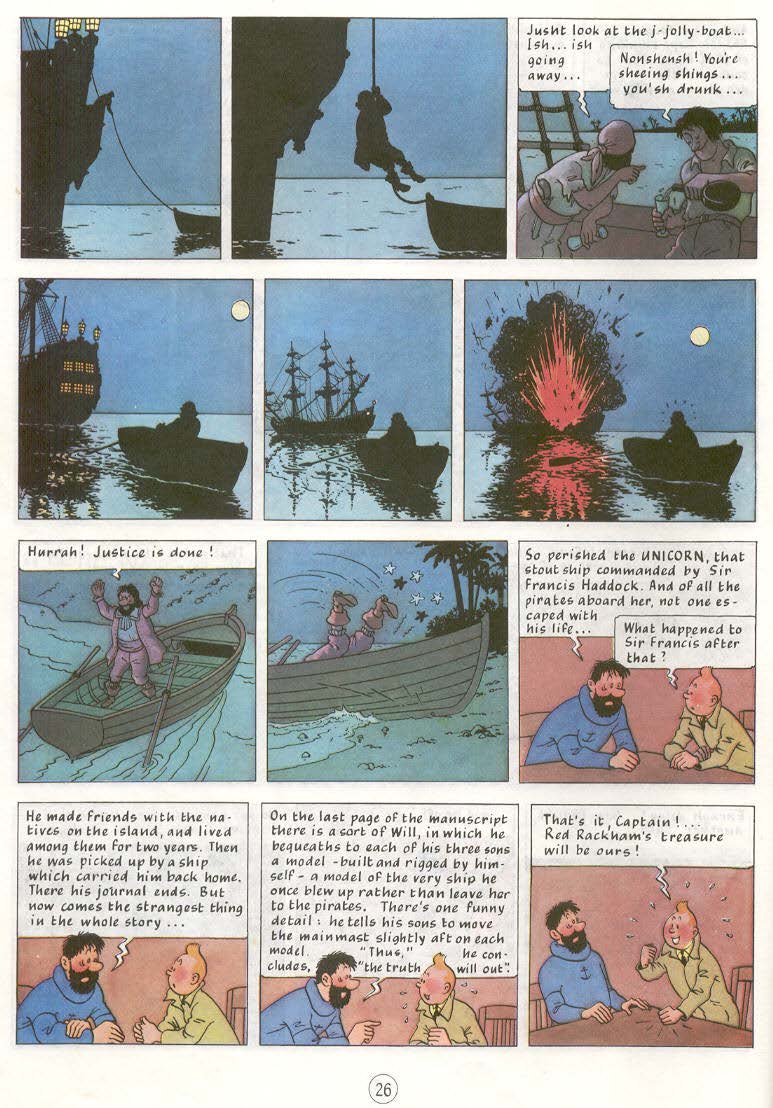 Jusht look at the j-jolly-boat...
Ish... ish
going
away...
Nonshensh! You're
sheeing shings...
you'sh drunk...
Hurrah! Justice is done!
So perished the UNICORN, that
stout ship commanded by Sir
Francis Haddock. And of all the
pirates aboard her, not one es-
caped with
his life...
What happened to
Sir Francis after
that?
He made friends with the na-
tives on the island, and lived
among them for two years. Then
he was picked up by a ship
which carried him back home.
There his journal ends. But
now comes the strangest thing
in the whole story...
On the last page of the manuscript
there is a sort of Will, in which he
bequeaths to each of his three sons
a model - built and rigged by him-
self - a model of the very ship he
once blew up rather than leave her
to the pirates. There's one funny
detail: he tells his sons to move
the mainmast slightly aft on each
model. "Thus," he con-
cludes, "the truth will out".
That's it, Captain!....
Red Rackham's treasure
will be ours!
26